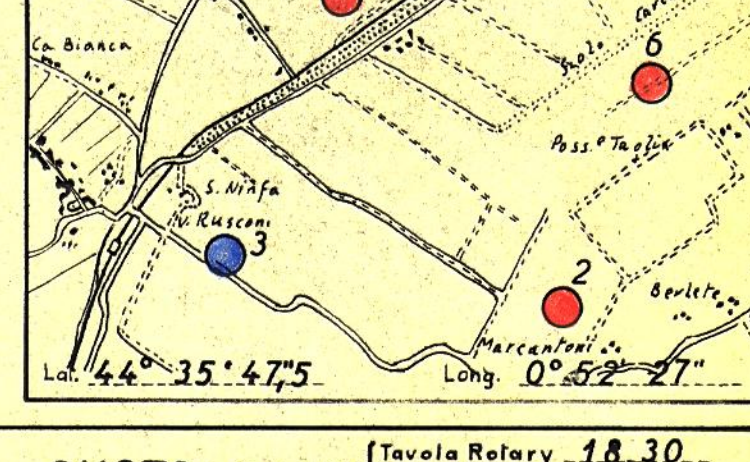 Ca Bianca
6
Scolo
Poss.e
S. Ninfa
V. Rusconi
3
2
Berlete
Marcantoni
Lat. 44° 35' 47",5 Long. 0° 52' 27"
Tavola Rotary 18.30